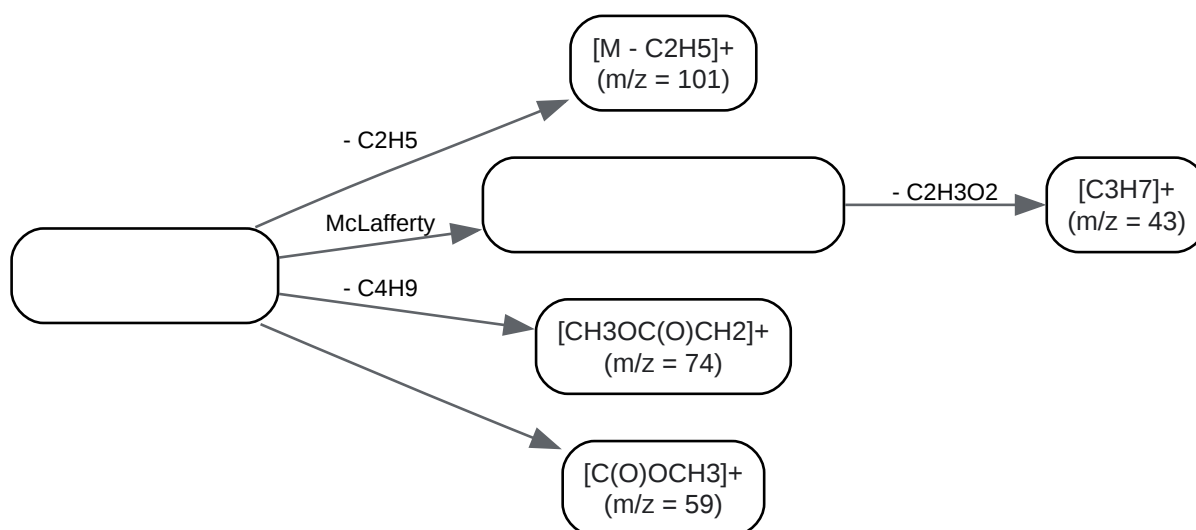 [M - C2H5]+
(m/z = 101)
- C2H5
McLafferty
- C2H3O2
[C3H7]+
(m/z = 43)
- C4H9
[CH3OC(O)CH2]+
(m/z = 74)
[C(O)OCH3]+
(m/z = 59)